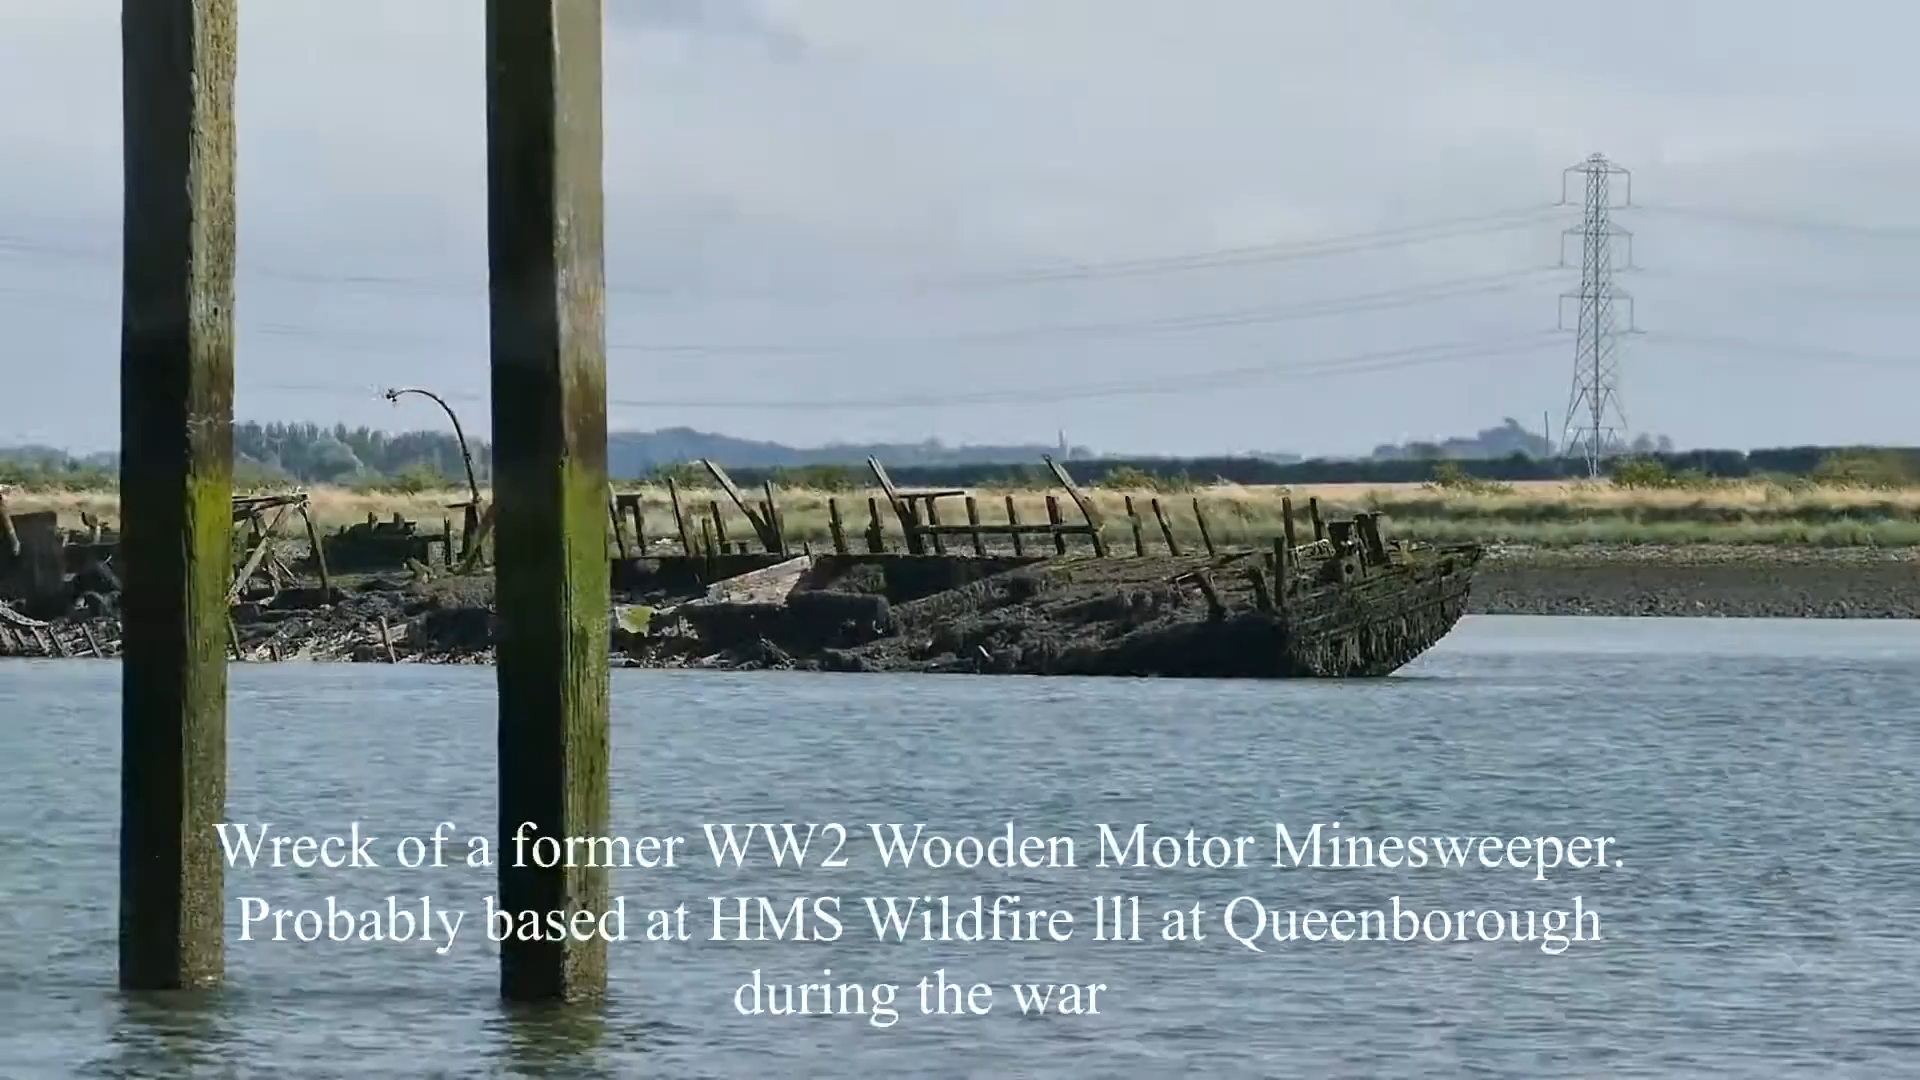 Wreck of a former WW2 Wooden Motor Minesweeper.
Probably based at HMS Wildfire lll at Queenborough
during the war